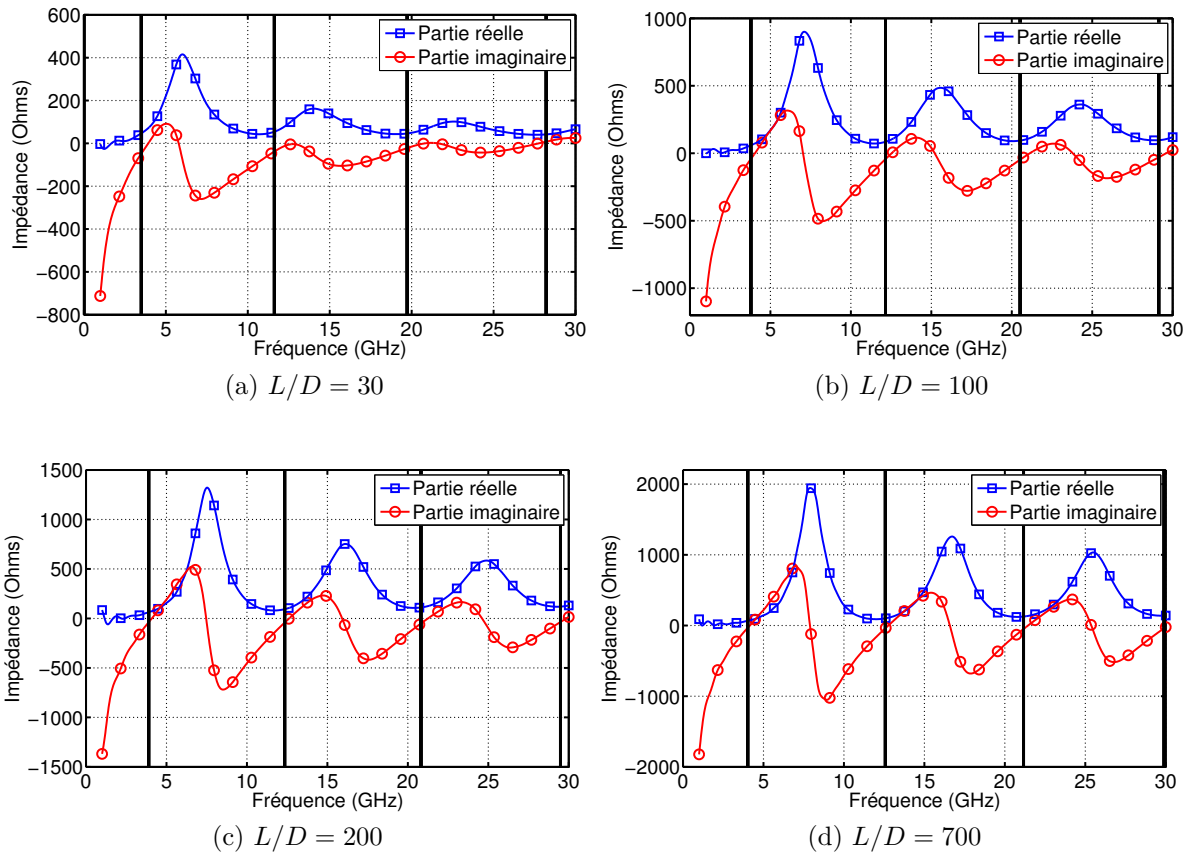 600
400
200
0
−200
−400
−600
−800
Impédance (Ohms)
0 5 10 15 20 25 30
Fréquence (GHz)
Partie réelle
Partie imaginaire
(a) L/D = 30
1000
500
0
−500
−1000
Impédance (Ohms)
0 5 10 15 20 25 30
Fréquence (GHz)
Partie réelle
Partie imaginaire
(b) L/D = 100
1500
1000
500
0
−500
−1000
−1500
Impédance (Ohms)
0 5 10 15 20 25 30
Fréquence (GHz)
Partie réelle
Partie imaginaire
(c) L/D = 200
2000
1000
0
−1000
−2000
Impédance (Ohms)
0 5 10 15 20 25 30
Fréquence (GHz)
Partie réelle
Partie imaginaire
(d) L/D = 700